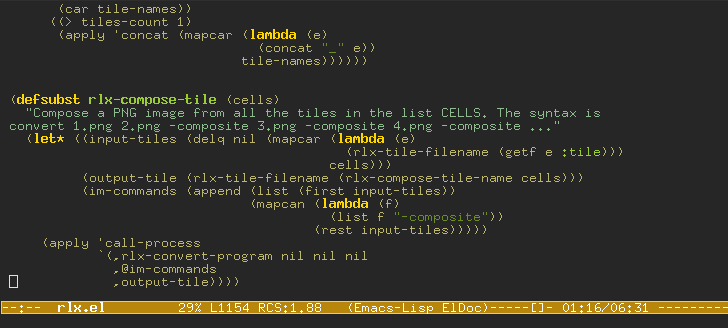 (car tile-names))
((> tiles-count 1)
(apply 'concat (mapcar (lambda (e)
(concat "_" e))
tile-names))))))
(defsubst rlx-compose-tile (cells)
"Compose a PNG image from all the tiles in the list CELLS. The syntax is
convert 1.png 2.png -composite 3.png -composite 4.png -composite ..."
(let* ((input-tiles (delq nil (mapcar (lambda (e)
(rlx-tile-filename (getf e :tile)))
cells)))
(output-tile (rlx-tile-filename (rlx-compose-tile-name cells)))
(im-commands (append (list (first input-tiles))
(mapcan (lambda (f)
(list f "-composite"))
(rest input-tiles)))))
(apply 'call-process
`(,rlx-convert-program nil nil nil
,@im-commands
,output-tile))))
--:-- rlx.el 29% L1154 RCS:1.88 (Emacs-Lisp ElDoc)-----[]- 01:16/06:31 ---------